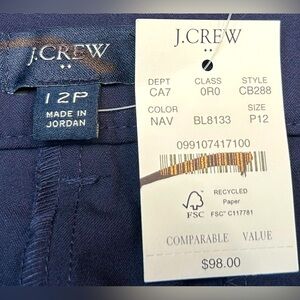 J.CREW
12P
MADE IN
JORDAN
J.CREW
DEPT CLASS STYLE
CA7 0R0 CB288
COLOR SIZE
NAV BL8133 P12
099107417100
FSC
RECYCLED
Paper
FSC® C117781
COMPARABLE VALUE
$98.00